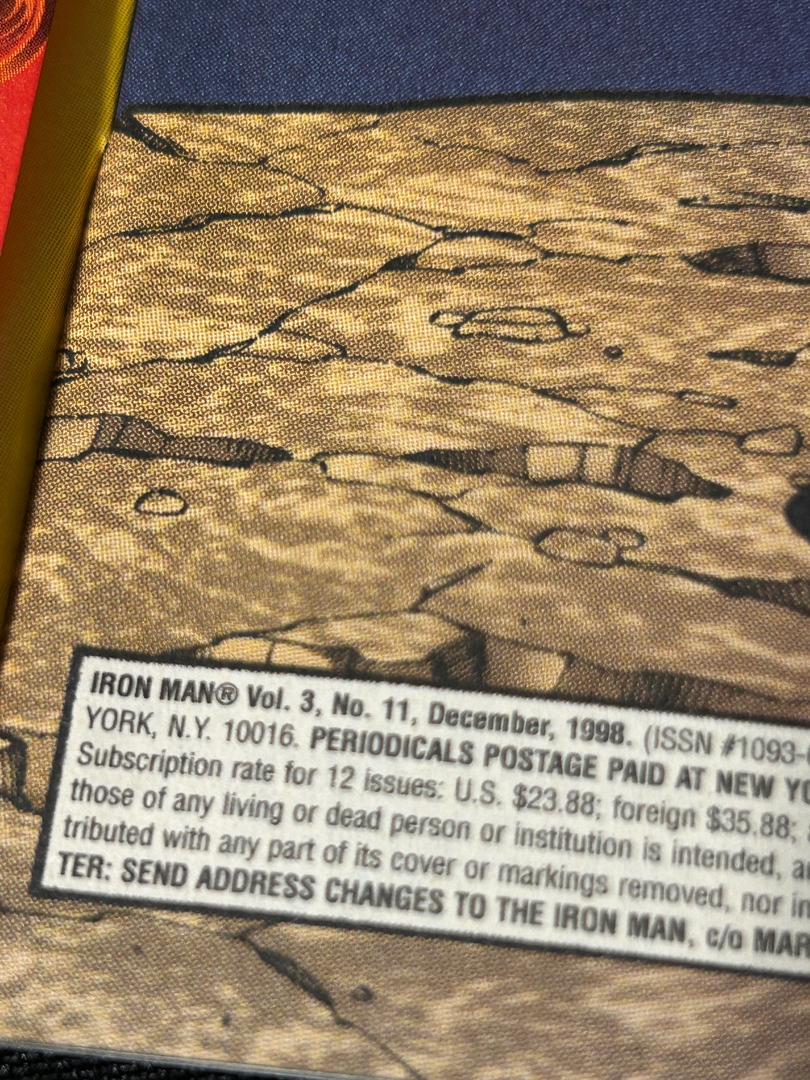 IRON MAN® Vol. 3, No. 11, December, 1998. (ISSN #1093-
YORK, N.Y. 10016. PERIODICALS POSTAGE PAID AT NEW YO
Subscription rate for 12 issues: U.S. $23.88; foreign $35.88;
those of any living or dead person or institution is intended, a
tributed with any part of its cover or markings removed, nor in
TER: SEND ADDRESS CHANGES TO THE IRON MAN, c/o MAR